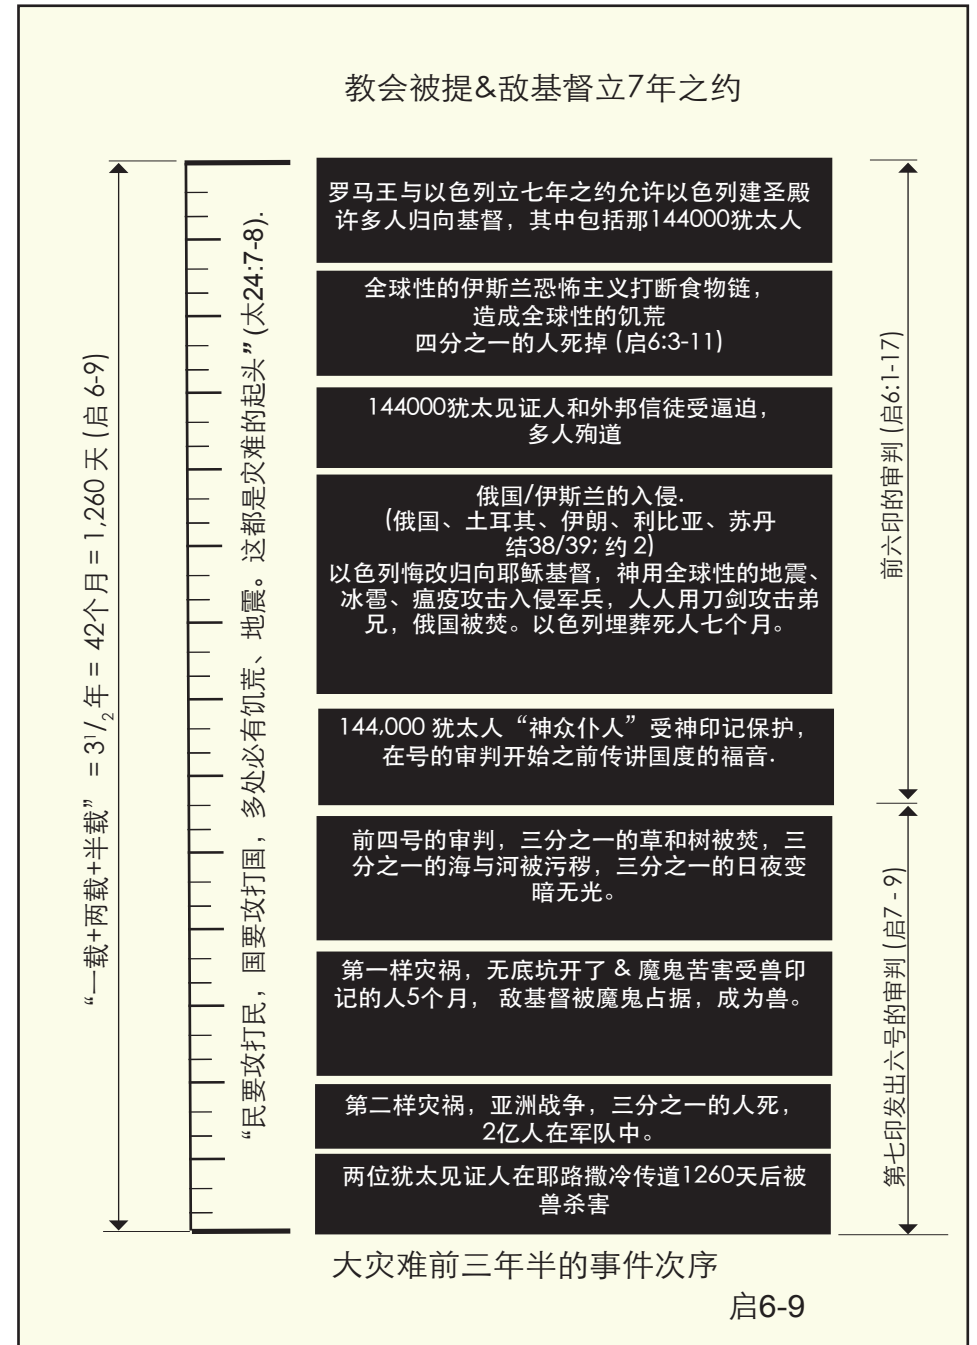 教会被提&敌基督立7年之约
“一载+两载+半载” = 3¹/₂年 = 42个月 = 1,260 天 (启 6-9)
“民要攻打民，国要攻打国，多处必有饥荒、地震。这都是灾难的起头” (太24:7-8).
罗马王与以色列立七年之约允许以色列建圣殿
许多人归向基督，其中包括那144000犹太人
全球性的伊斯兰恐怖主义打断食物链，
造成全球性的饥荒
四分之一的人死掉 (启6:3-11)
144000犹太见证人和外邦信徒受逼迫，
多人殉道
俄国/伊斯兰的入侵.
(俄国、土耳其、伊朗、利比亚、苏丹
结38/39; 约 2)
以色列悔改归向耶稣基督，神用全球性的地震、
冰雹、瘟疫攻击入侵军兵，人人用刀剑攻击弟
兄，俄国被焚。以色列埋葬死人七个月。
144,000 犹太人“神众仆人”受神印记保护，
在号的审判开始之前传讲国度的福音.
前四号的审判，三分之一的草和树被焚，三
分之一的海与河被污秽，三分之一的日夜变
暗无光。
第一样灾祸，无底坑开了 & 魔鬼苦害受兽印
记的人5个月， 敌基督被魔鬼占据，成为兽。
第二样灾祸，亚洲战争，三分之一的人死，
2亿人在军队中。
两位犹太见证人在耶路撒冷传道1260天后被
兽杀害
前六印的审判 (启6:1-17)
第七印发出六号的审判 (启7 - 9)
大灾难前三年半的事件次序
启6-9